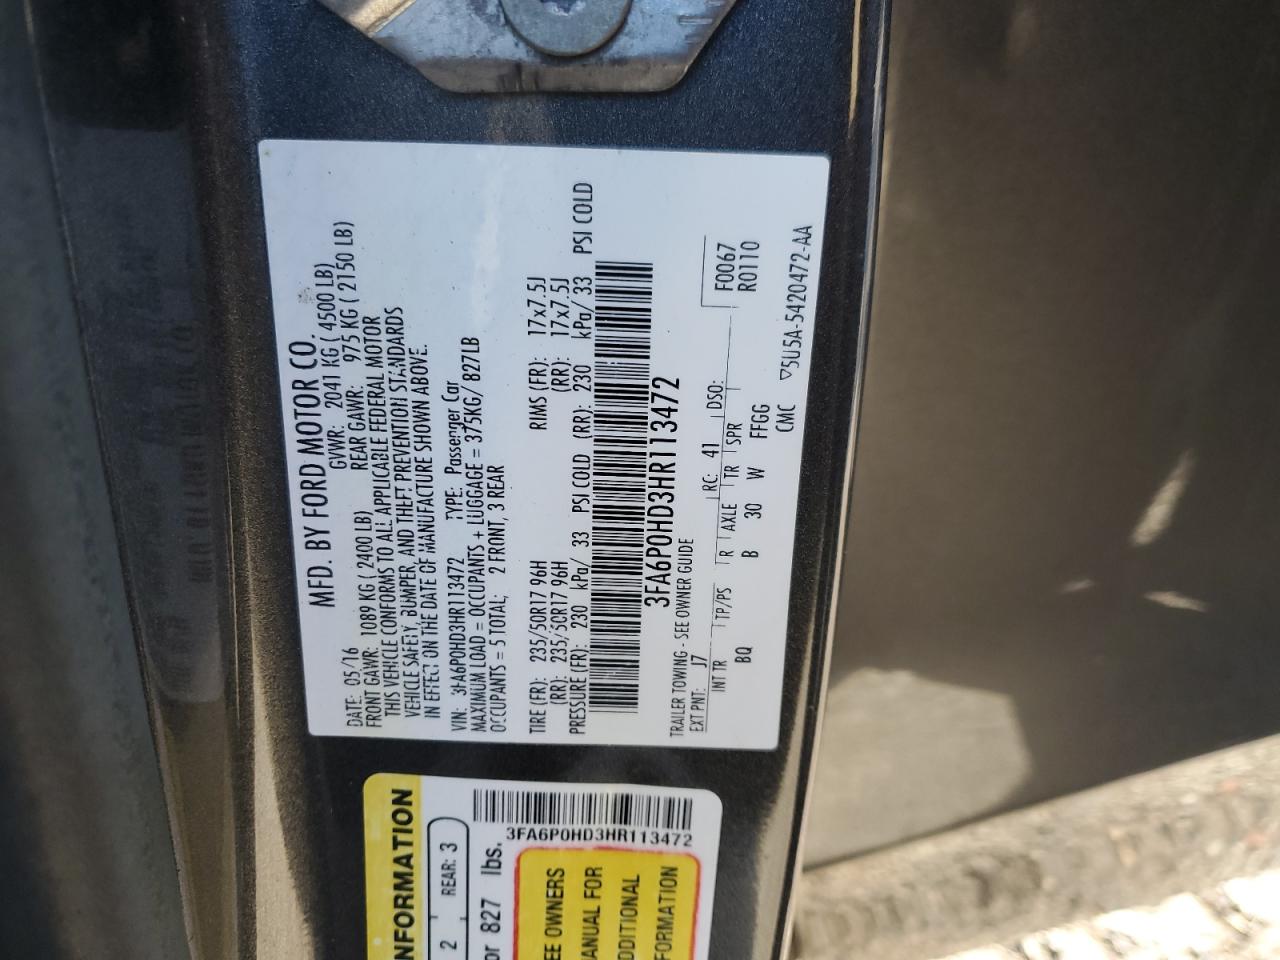 MFD. BY FORD MOTOR CO.
DATE: 05/16 GVWR: 2041 KG ( 4500 LB)
FRONT GAWR: 1089 KG ( 2400 LB) REAR GAWR: 975 KG ( 2150 LB)
THIS VEHICLE CONFORMS TO ALL APPLICABLE FEDERAL MOTOR
VEHICLE SAFETY, BUMPER, AND THEFT PREVENTION STANDARDS
IN EFFECT ON THE DATE OF MANUFACTURE SHOWN ABOVE.
VIN: 3FA6P0HD3HR113472 TYPE: Passenger Car
MAXIMUM LOAD = OCCUPANTS + LUGGAGE = 375KG/ 827LB
OCCUPANTS = 5 TOTAL; 2 FRONT, 3 REAR
TIRE (FR): 235/50R17 96H RIMS (FR): 17x7.5J
(RR): 235/50R17 96H (RR): 17x7.5J
PRESSURE (FR): 230 kPa/ 33 PSI COLD (RR): 230 kPa/ 33 PSI COLD
3FA6P0HD3HR113472
TRAILER TOWING - SEE OWNER GUIDE
EXT PNT: J7 RC: 41 DSO: F0067
R0110
INT TR TP/PS R AXLE TR SPR
BQ B 30 W FFGG
CMC ▽5U5A-5420472-AA
NFORMATION
2 REAR: 3
or 827 lbs.
3FA6P0HD3HR113472
EE OWNERS
ANUAL FOR
DDITIONAL
FORMATION